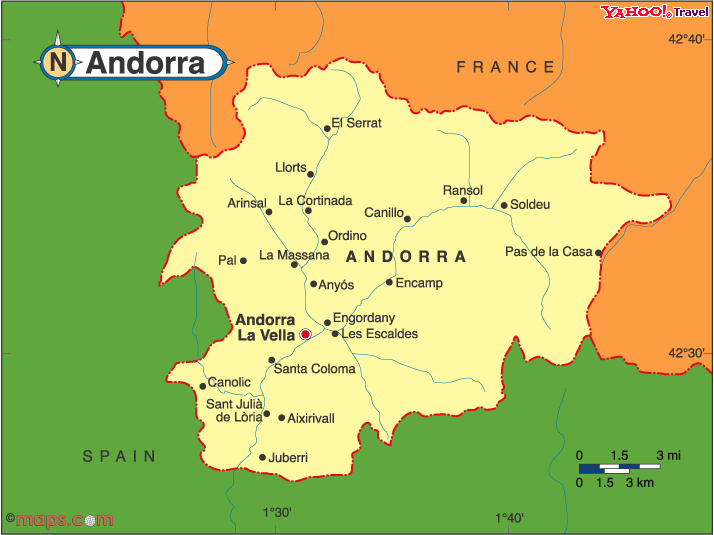 YAHOO! Travel
42°40'
N Andorra
FRANCE
El Serrat
Llorts
Ransol
Arinsal
La Cortinada
Canillo
Soldeu
Ordino
Pas de la Casa
La Massana
ANDORRA
Pal
Anyós
Encamp
Andorra
La Vella
Engordany
Les Escaldes
42°30'
Santa Coloma
Canolic
Sant Julià
de Lòria
Aixirivall
SPAIN
Juberri
0 1.5 3 mi
0 1.5 3 km
©maps.com
1°30'
1°40'